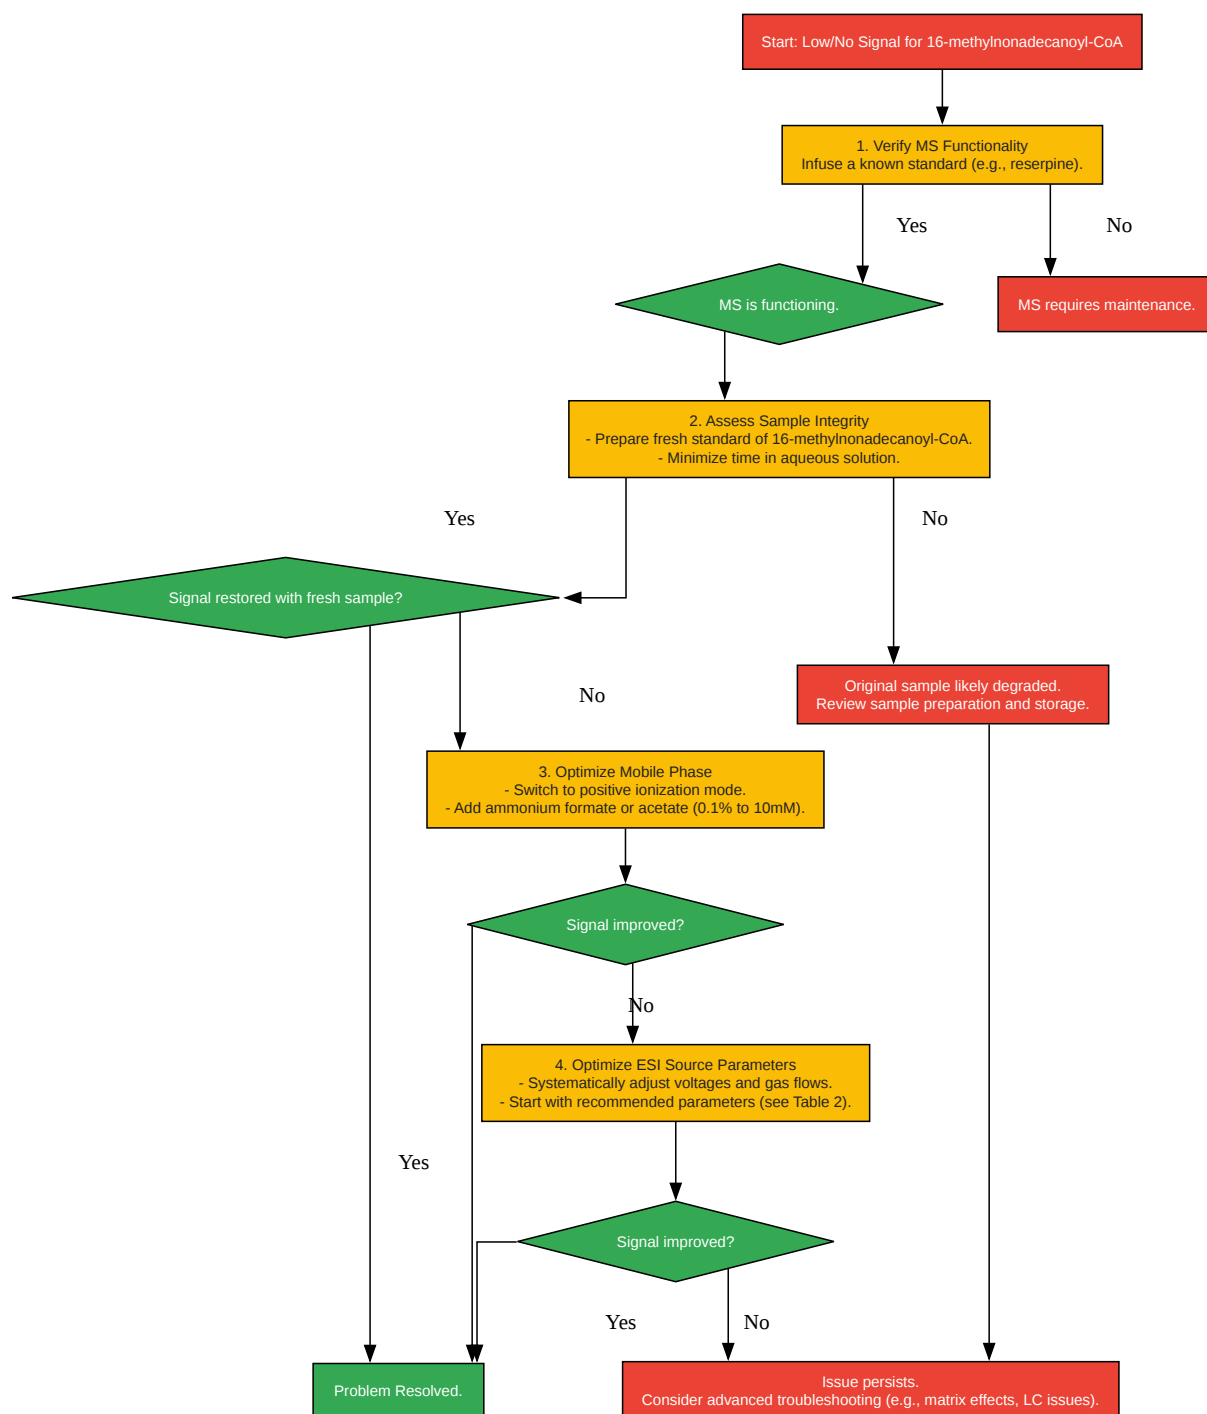 Start: Low/No Signal for 16-methylnonadecanoyl-CoA
1. Verify MS Functionality
Infuse a known standard (e.g., reserpine).
Yes
No
MS is functioning.
MS requires maintenance.
2. Assess Sample Integrity
- Prepare fresh standard of 16-methylnonadecanoyl-CoA.
- Minimize time in aqueous solution.
Yes
No
Signal restored with fresh sample?
Original sample likely degraded.
Review sample preparation and storage.
No
3. Optimize Mobile Phase
- Switch to positive ionization mode.
- Add ammonium formate or acetate (0.1% to 10mM).
Signal improved?
No
4. Optimize ESI Source Parameters
- Systematically adjust voltages and gas flows.
- Start with recommended parameters (see Table 2).
Yes
Signal improved?
Yes
No
Problem Resolved.
Issue persists.
Consider advanced troubleshooting (e.g., matrix effects, LC issues).